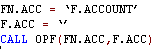 FN.ACC = ‘F.ACCOUNT’
F.ACC = ‘’
CALL OPF(FN.ACC,F.ACC)